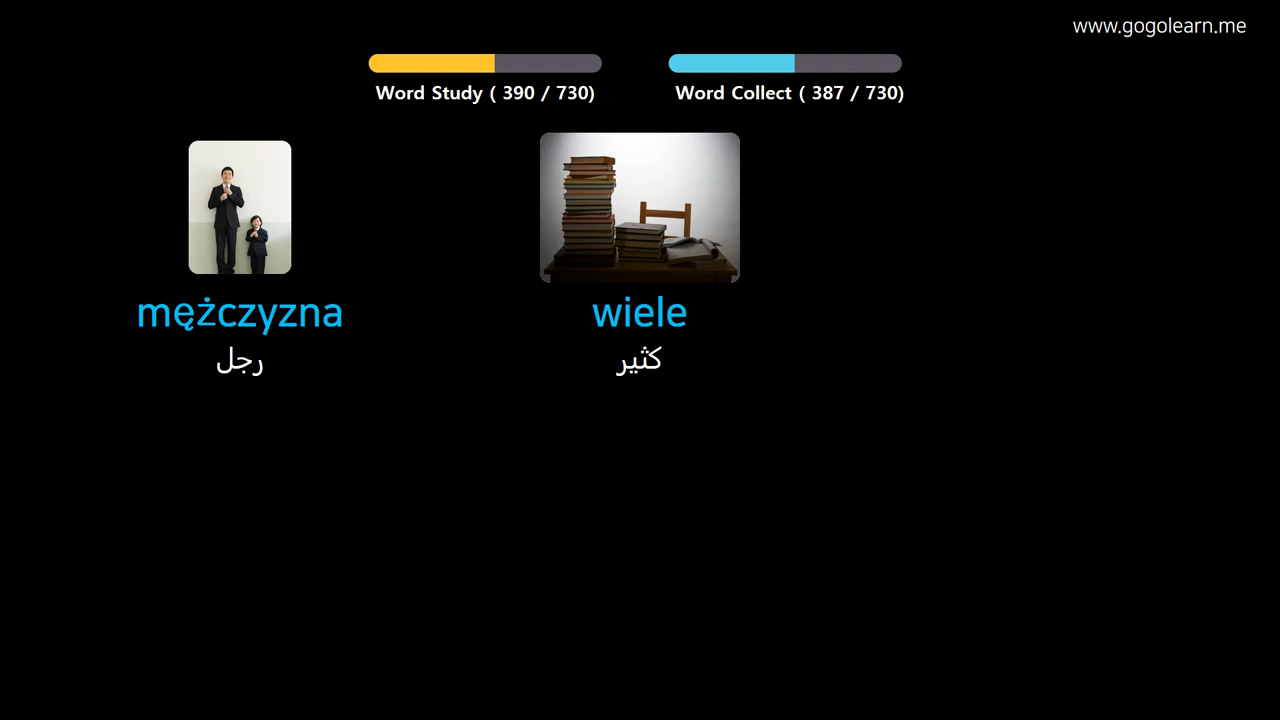 www.gogolearn.me
Word Study ( 390 / 730)
Word Collect ( 387 / 730)
mężczyzna
رجل
wiele
كثير